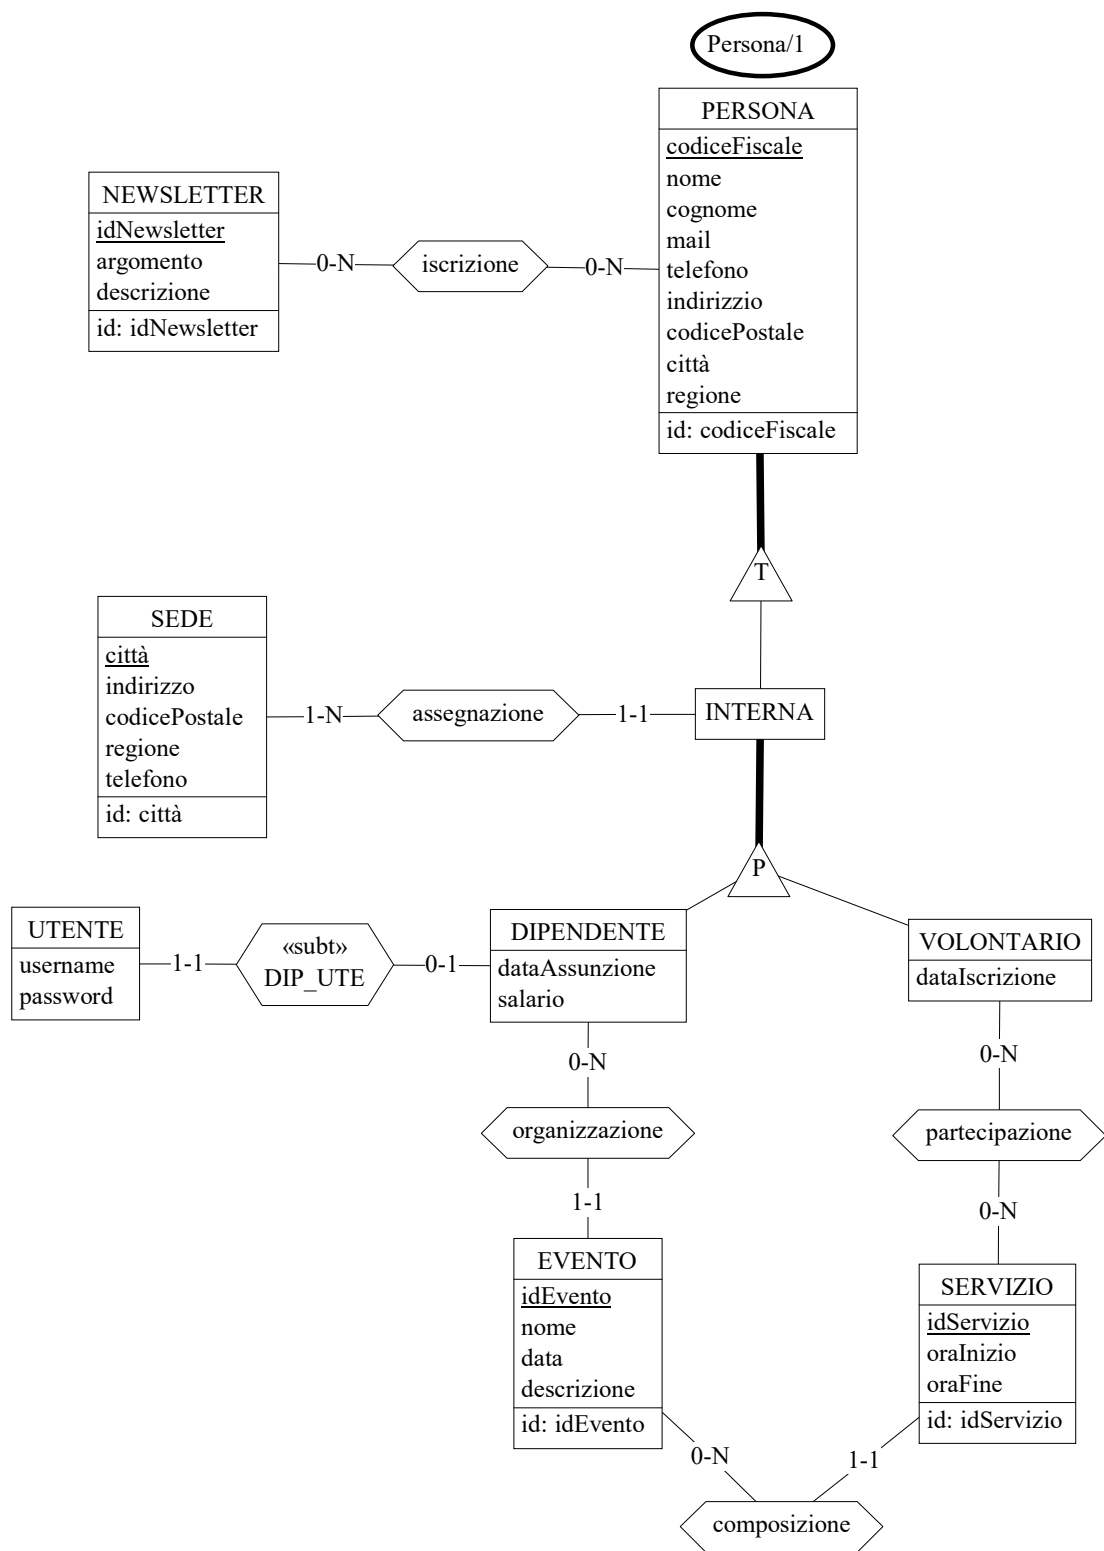 Persona/1
PERSONA
codiceFiscale
nome
cognome
mail
telefono
indirizzio
codicePostale
città
regione
id: codiceFiscale
NEWSLETTER
idNewsletter
argomento
descrizione
id: idNewsletter
0-N
iscrizione
0-N
T
SEDE
città
indirizzo
codicePostale
regione
telefono
id: città
1-N
assegnazione
1-1
INTERNA
P
UTENTE
username
password
1-1
«subt»
DIP_UTE
0-1
DIPENDENTE
dataAssunzione
salario
VOLONTARIO
dataIscrizione
0-N
organizzazione
1-1
0-N
partecipazione
0-N
EVENTO
idEvento
nome
data
descrizione
id: idEvento
SERVIZIO
idServizio
oraInizio
oraFine
id: idServizio
0-N
1-1
composizione